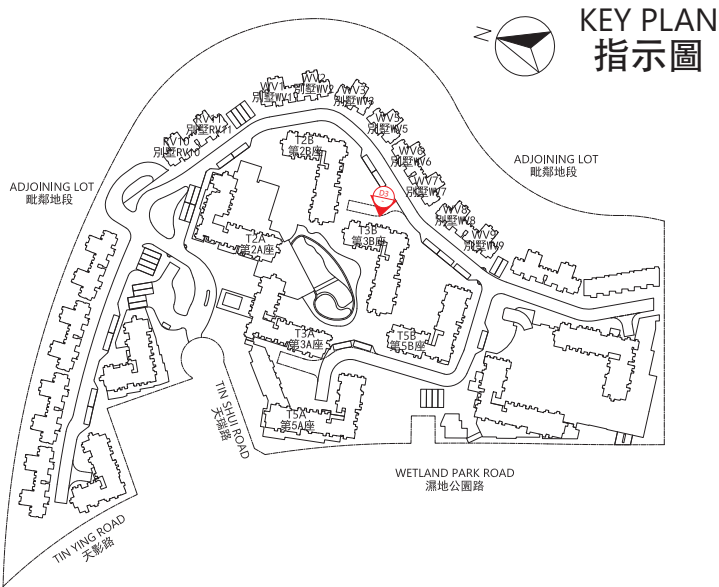 KEY PLAN
指示圖
N
WV1
別墅WV1
WV2
別墅WV2
WV3
別墅WV3
RV11
別墅RV11
WV5
別墅WV5
RV10
別墅RV10
T2B
第2B座
WV6
別墅WV6
ADJOINING LOT
毗鄰地段
WV7
別墅WV7
ADJOINING LOT
毗鄰地段
D3
WV8
別墅WV8
T3B
第3B座
WV9
別墅WV9
T2A
第2A座
T3A
第3A座
T5B
第5B座
T5A
第5A座
TIN SHUI ROAD
天瑞路
WETLAND PARK ROAD
濕地公園路
TIN YING ROAD
天影路